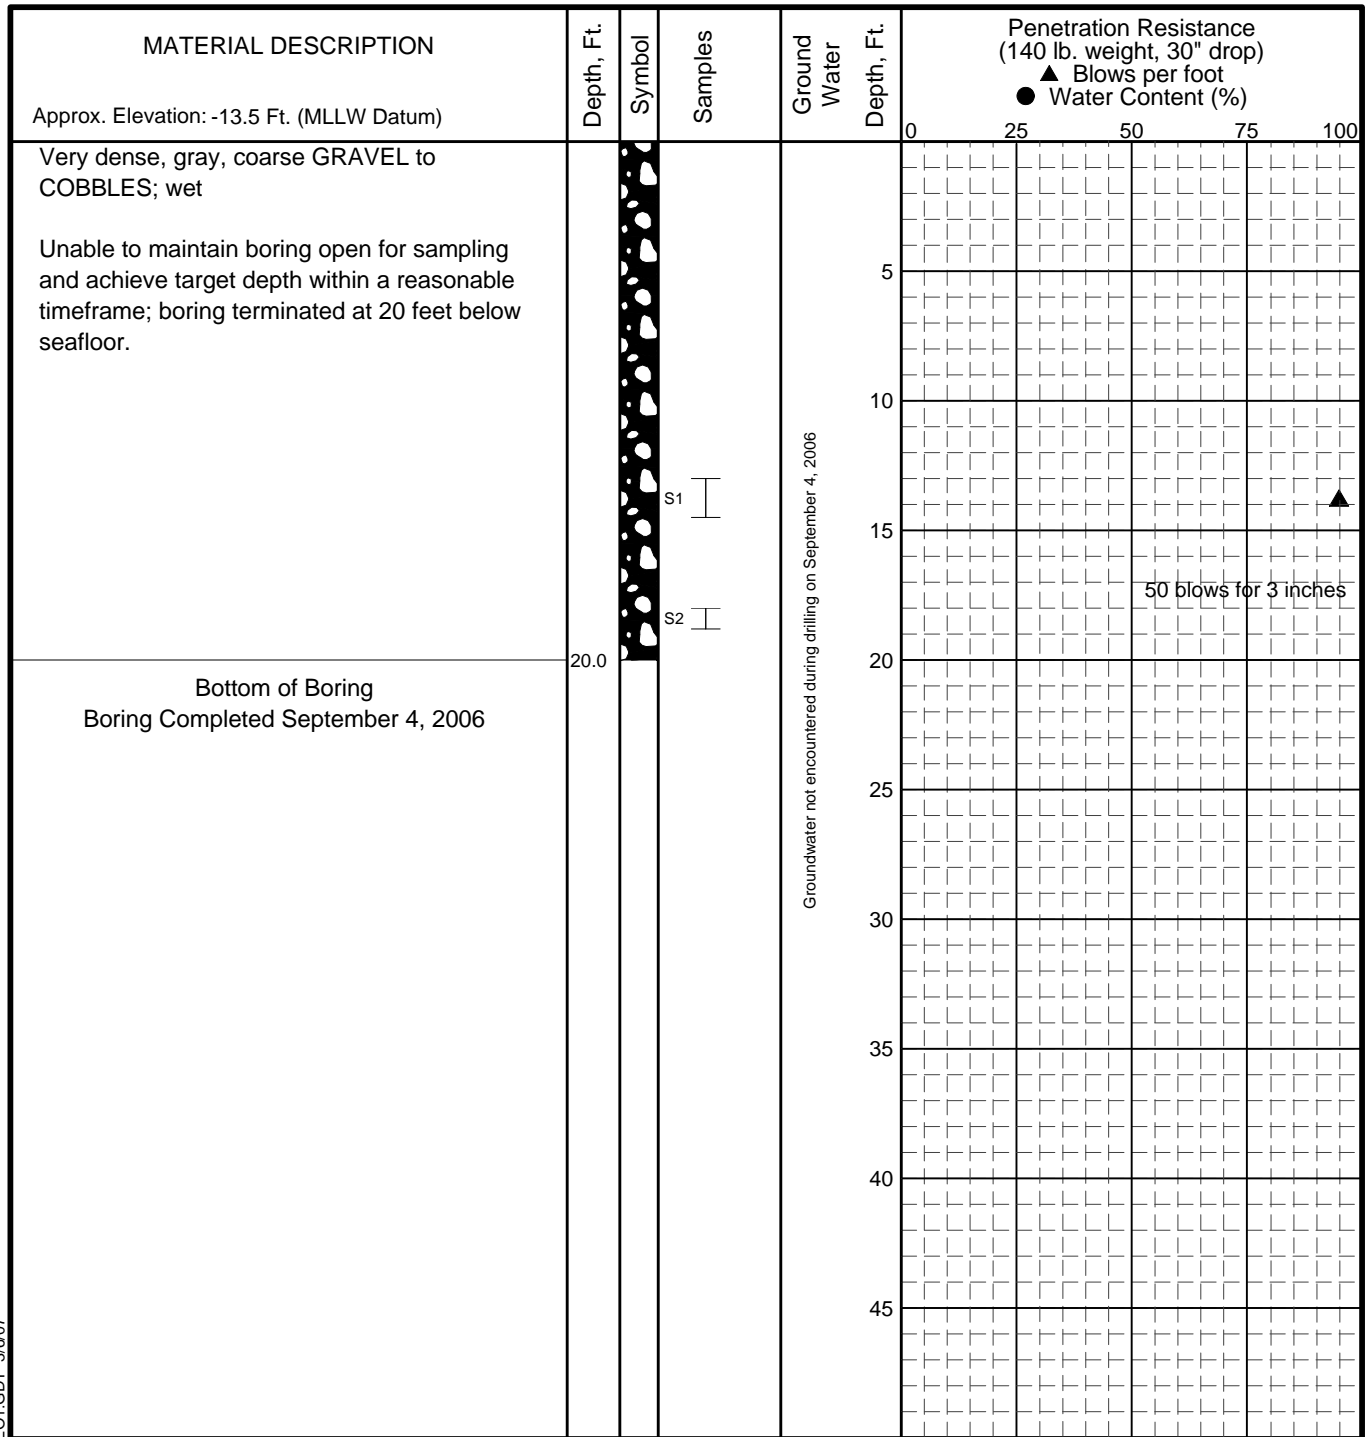 MATERIAL DESCRIPTION
Approx. Elevation: -13.5 Ft. (MLLW Datum)
Depth, Ft.
Symbol
Samples
Ground
Water
Depth, Ft.
Penetration Resistance
(140 lb. weight, 30" drop)
▲ Blows per foot
● Water Content (%)
0 25 50 75 100
Very dense, gray, coarse GRAVEL to
COBBLES; wet
Unable to maintain boring open for sampling
and achieve target depth within a reasonable
timeframe; boring terminated at 20 feet below
seafloor.
5
10
S1
15
50 blows for 3 inches
S2
20.0
20
Groundwater not encountered during drilling on September 4, 2006
Bottom of Boring
Boring Completed September 4, 2006
25
30
35
40
45